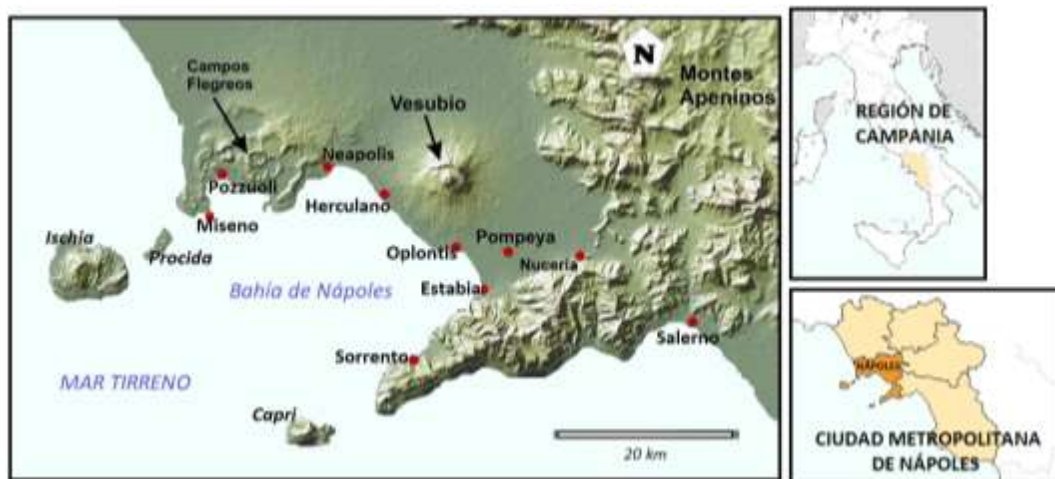 Campos
Flegreos
Vesubio
N
Montes
Apeninos
Neapolis
Pozzuoli
Herculano
Miseno
Ischia
Procida
Oplontis
Pompeya
Nuceria
Bahía de Nápoles
Estabia
Salerno
Sorrento
MAR TIRRENO
Capri
20 km
REGIÓN DE
CAMPANIA
NÁPOLES
CIUDAD METROPOLITANA
DE NÁPOLES